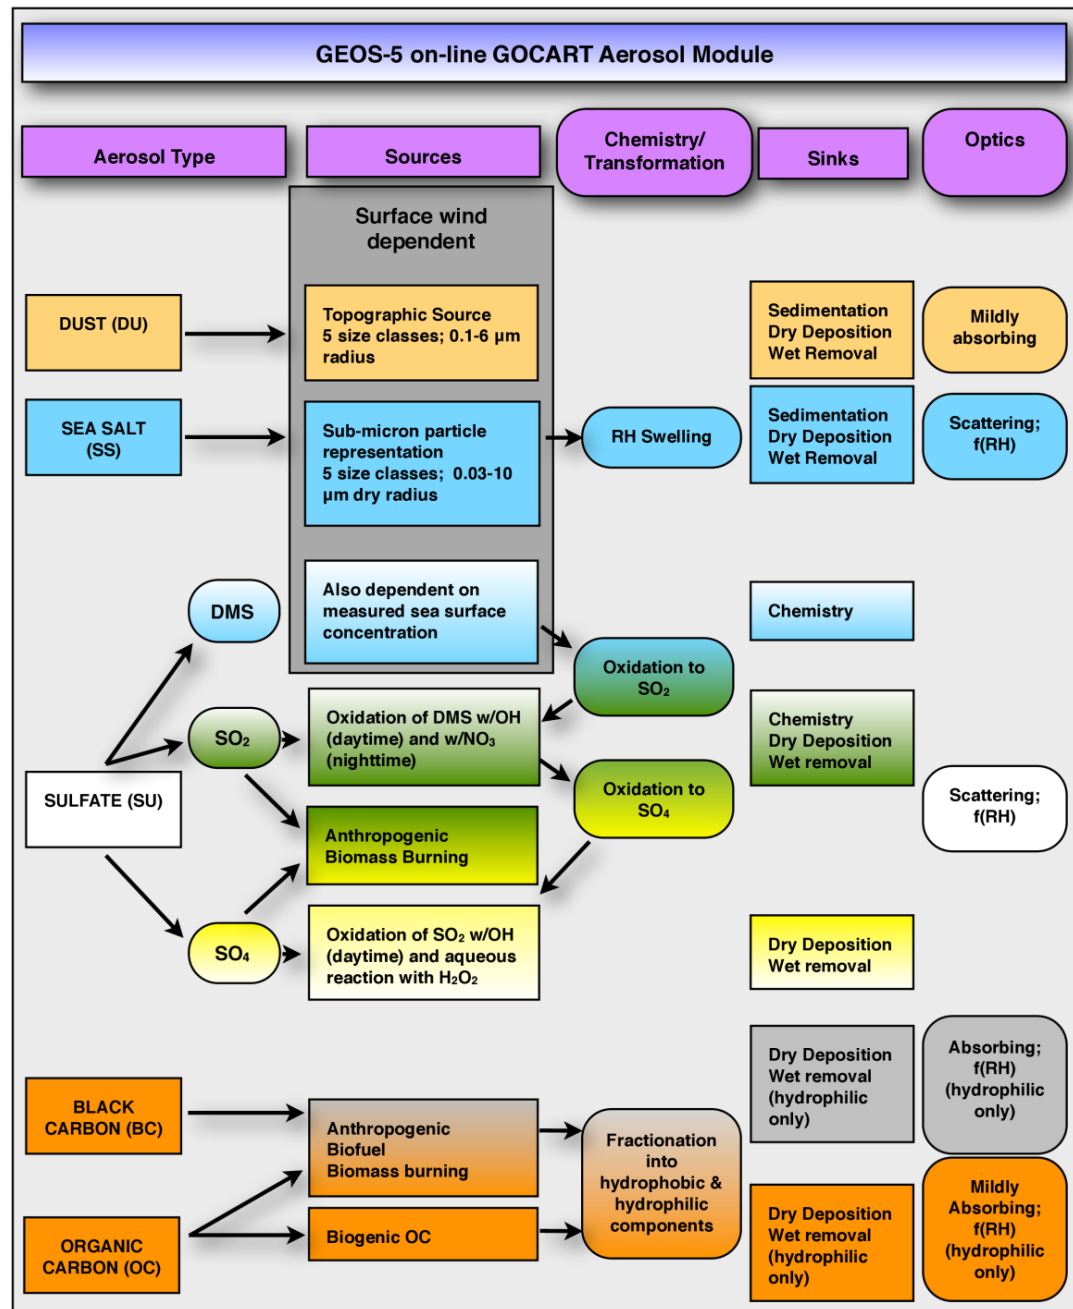 GEOS-5 on-line GOCART Aerosol Module
Aerosol Type
Sources
Chemistry/
Transformation
Sinks
Optics
Surface wind
dependent
DUST (DU)
Topographic Source
5 size classes; 0.1-6 µm
radius
Sedimentation
Dry Deposition
Wet Removal
Mildly
absorbing
SEA SALT
(SS)
Sub-micron particle
representation
5 size classes;  0.03-10
µm dry radius
RH Swelling
Sedimentation
Dry Deposition
Wet Removal
Scattering;
f(RH)
DMS
Also dependent on
measured sea surface
concentration
Chemistry
Oxidation to
SO₂
SO₂
Oxidation of DMS w/OH
(daytime) and w/NO₃
(nighttime)
Chemistry
Dry Deposition
Wet removal
SULFATE (SU)
Oxidation to
SO₄
Scattering;
f(RH)
Anthropogenic
Biomass Burning
SO₄
Oxidation of SO₂ w/OH
(daytime) and aqueous
reaction with H₂O₂
Dry Deposition
Wet removal
BLACK
CARBON (BC)
Anthropogenic
Biofuel
Biomass burning
Fractionation
into
hydrophobic &
hydrophilic
components
Dry Deposition
Wet removal
(hydrophilic
only)
Absorbing;
f(RH)
(hydrophilic
only)
ORGANIC
CARBON (OC)
Biogenic OC
Dry Deposition
Wet removal
(hydrophilic
only)
Mildly
Absorbing;
f(RH)
(hydrophilic
only)